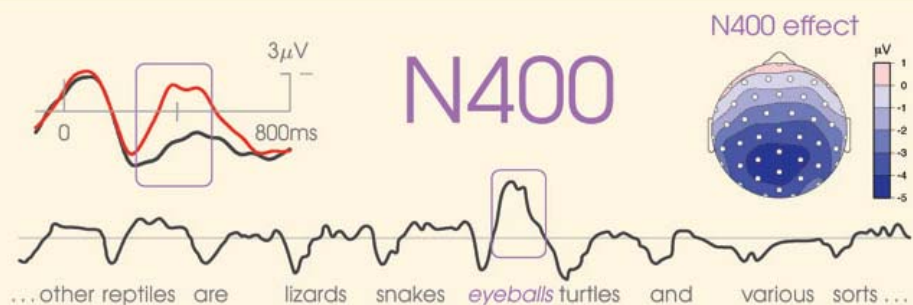 N400 effect
3μV
N400
μV
1
0
-1
-2
-3
-4
-5
0
800ms
...other reptiles are lizards snakes eyeballs turtles and various sorts...